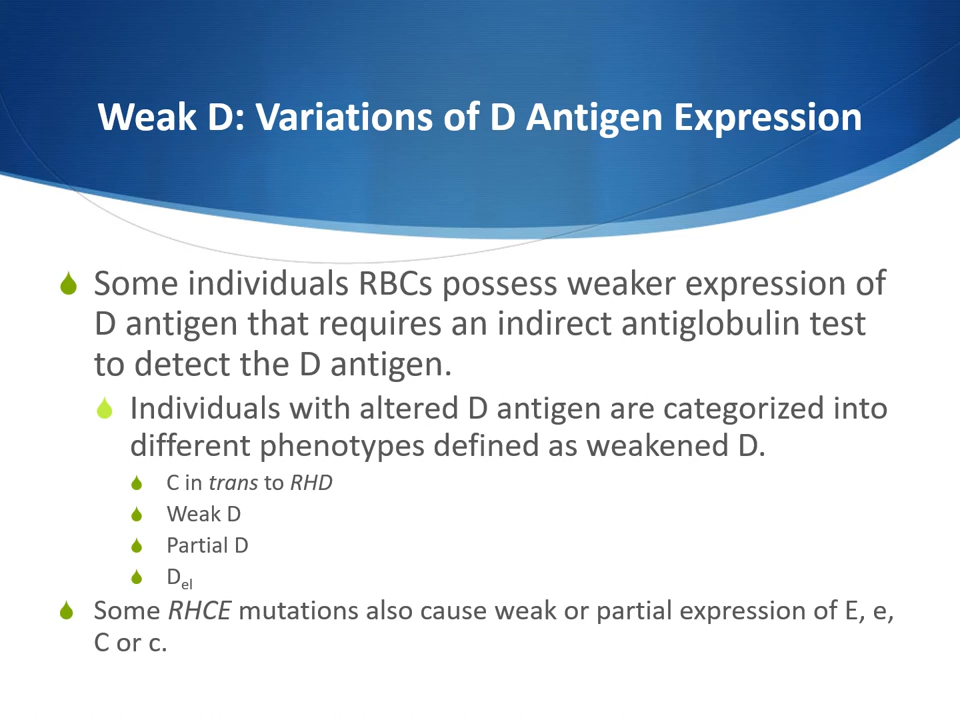 Weak D: Variations of D Antigen Expression
Some individuals RBCs possess weaker expression of
D antigen that requires an indirect antiglobulin test
to detect the D antigen.
Individuals with altered D antigen are categorized into
different phenotypes defined as weakened D.
C in trans to RHD
Weak D
Partial D
Del
Some RHCE mutations also cause weak or partial expression of E, e,
C or c.